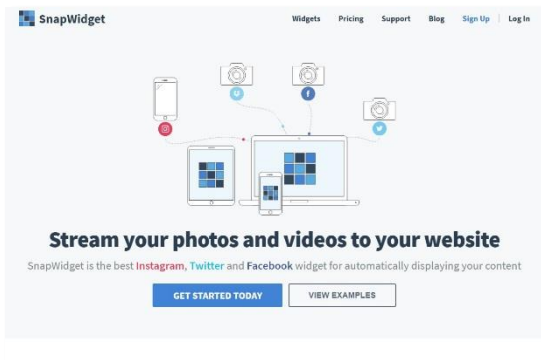 SnapWidget
Widgets Pricing Support Blog Sign Up Log In
Stream your photos and videos to your website
SnapWidget is the best Instagram, Twitter and Facebook widget for automatically displaying your content
GET STARTED TODAY VIEW EXAMPLES